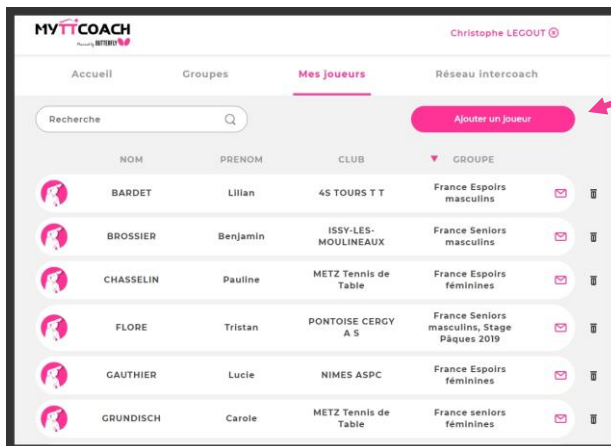 MYTTCOACH
Powered by BUTTERFLY
Christophe LEGOUT
Accueil Groupes Mes joueurs Réseau intercoach
Recherche Ajouter un joueur
NOM PRENOM CLUB GROUPE
BARDET Lilian 4S TOURS T T France Espoirs masculins
BROSSIER Benjamin ISSY-LES-MOULINEAUX France Seniors masculins
CHASSELIN Pauline METZ Tennis de Table France Espoirs féminines
FLORE Tristan PONTOISE CERGY A S France Seniors masculins, Stage Pâques 2019
GAUTHIER Lucie NIMES ASPC France Espoirs féminines
GRUNDISCH Carole METZ Tennis de Table France seniors féminines